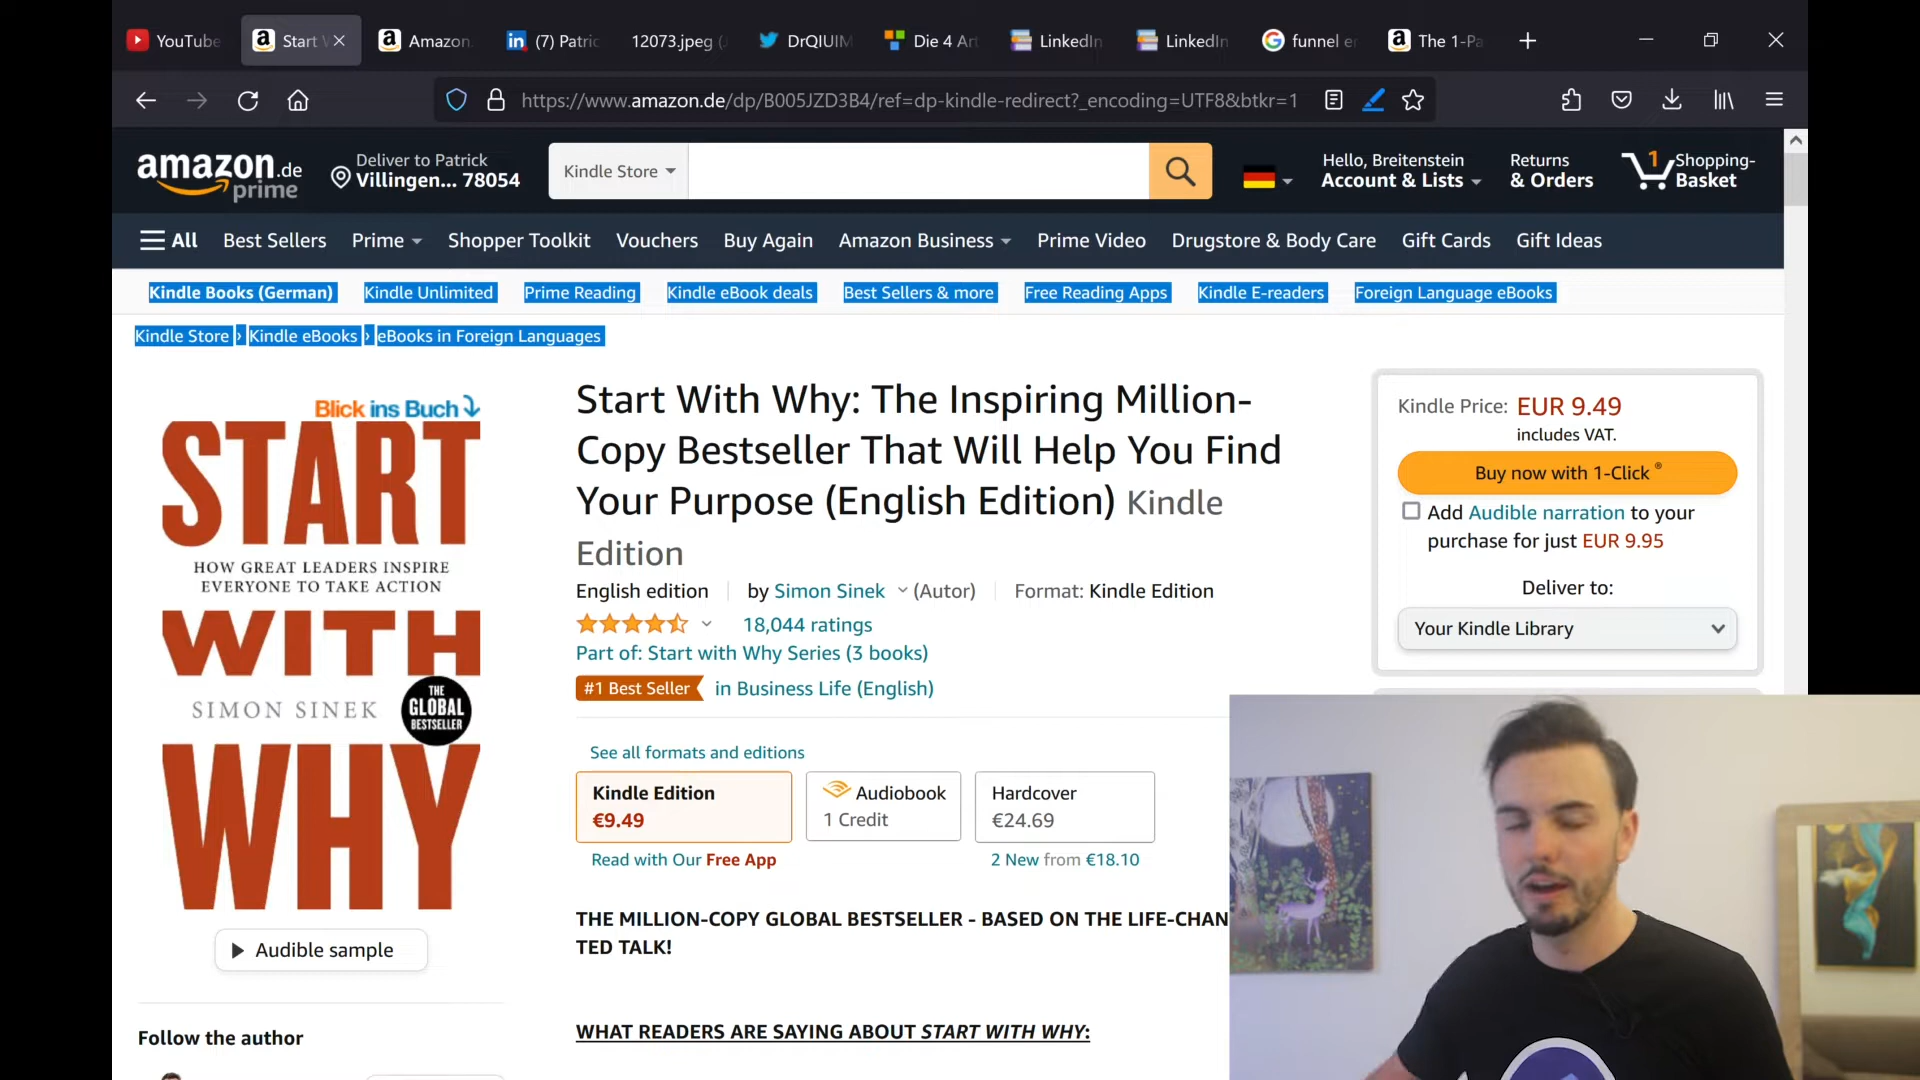 YouTube
Start
Amazon
(7) Patric
12073.jpeg (
DrQIUIM
Die 4 Art
LinkedIn
LinkedIn
funnel er
The 1-Pa
https://www.amazon.de/dp/B005JZD3B4/ref=dp-kindle-redirect?_encoding=UTF8&btkr=1
amazon.de
prime
Deliver to Patrick
Villingen... 78054
Kindle Store
Hello, Breitenstein
Account & Lists
Returns
& Orders
1
Shopping-
Basket
All
Best Sellers
Prime
Shopper Toolkit
Vouchers
Buy Again
Amazon Business
Prime Video
Drugstore & Body Care
Gift Cards
Gift Ideas
Kindle Books (German)
Kindle Unlimited
Prime Reading
Kindle eBook deals
Best Sellers & more
Free Reading Apps
Kindle E-readers
Foreign Language eBooks
Kindle Store › Kindle eBooks › eBooks in Foreign Languages
Blick ins Buch
START
HOW GREAT LEADERS INSPIRE
EVERYONE TO TAKE ACTION
WITH
SIMON SINEK
THE
GLOBAL
BESTSELLER
WHY
Audible sample
Follow the author
Start With Why: The Inspiring Million-
Copy Bestseller That Will Help You Find
Your Purpose (English Edition) Kindle
Edition
English edition
by Simon Sinek (Autor)
Format: Kindle Edition
18,044 ratings
Part of: Start with Why Series (3 books)
#1 Best Seller in Business Life (English)
See all formats and editions
Kindle Edition
€9.49
Read with Our Free App
Audiobook
1 Credit
Hardcover
€24.69
2 New from €18.10
THE MILLION-COPY GLOBAL BESTSELLER - BASED ON THE LIFE-CHAN
TED TALK!
WHAT READERS ARE SAYING ABOUT START WITH WHY:
Kindle Price: EUR 9.49
includes VAT.
Buy now with 1-Click ®
Add Audible narration to your
purchase for just EUR 9.95
Deliver to:
Your Kindle Library